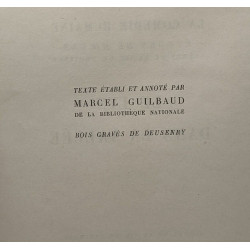 TEXTE ÉTABLI ET ANNOTÉ PAR
MARCEL GUILBAUD
DE LA BIBLIOTHÈQUE NATIONALE
BOIS GRAVÉS DE DEUSENRY